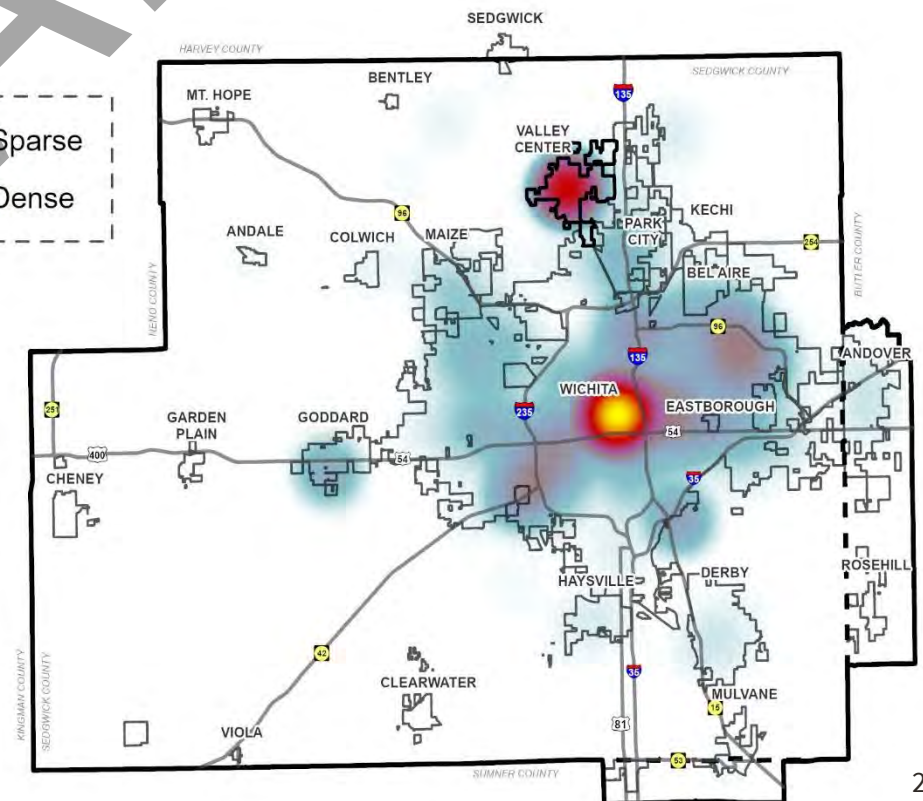 SEDGWICK
HARVEY COUNTY
SEDGWICK COUNTY
BENTLEY
MT. HOPE
135
Sparse
Dense
VALLEY
CENTER
96
KECHI
PARK
CITY
ANDALE
COLWICH
MAIZE
254
BEL AIRE
RENO COUNTY
BUTLER COUNTY
96
135
ANDOVER
WICHITA
251
235
EASTBOROUGH
GARDEN
PLAIN
GODDARD
54
400
54
CHENEY
35
HAYSVILLE
DERBY
ROSEHILL
42
35
KINGMAN COUNTY
SEDGWICK COUNTY
CLEARWATER
MULVANE
15
81
VIOLA
53
SUMNER COUNTY
2